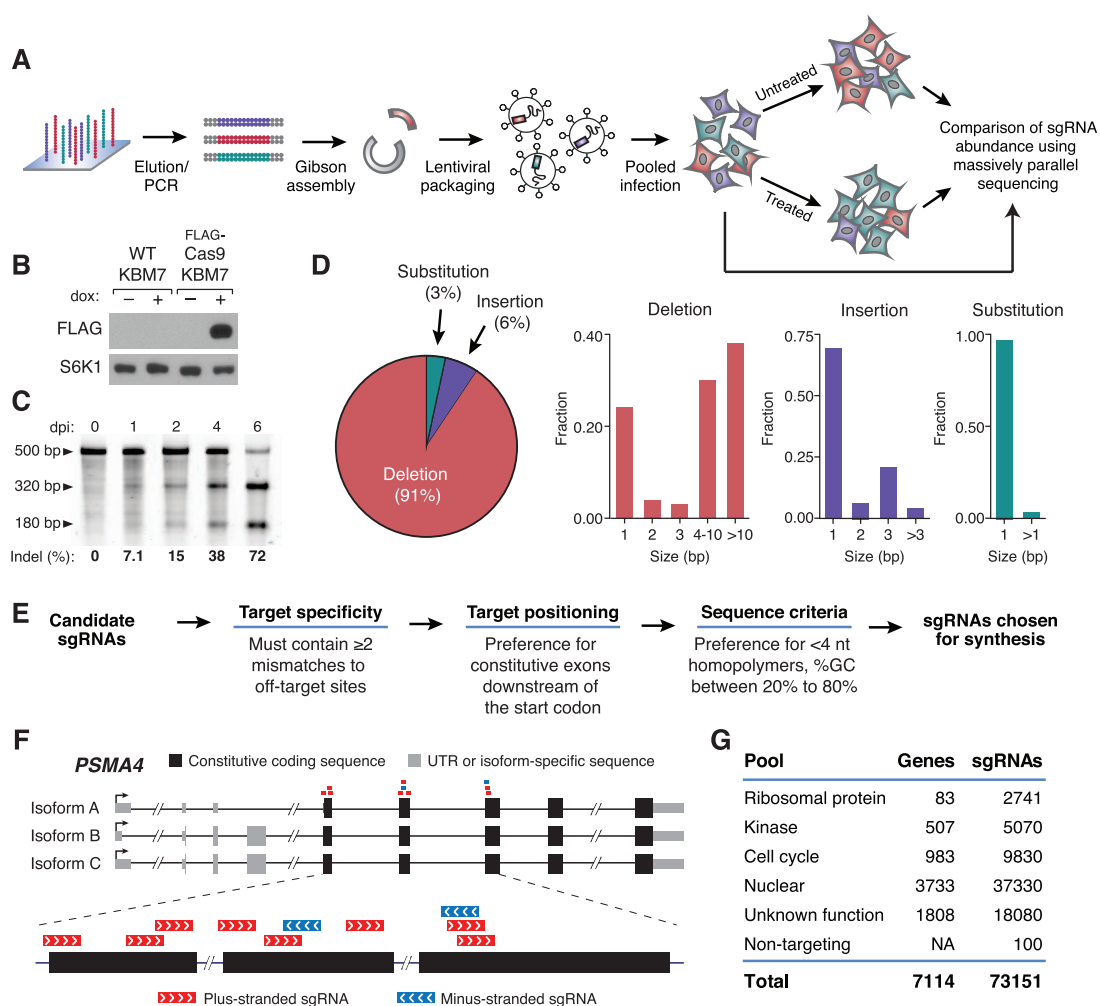 A
Elution/
PCR
Gibson
assembly
Lentiviral
packaging
Pooled
infection
Untreated
Treated
Comparison of sgRNA
abundance using
massively parallel
sequencing
B
WT
KBM7
FLAG-
Cas9
KBM7
dox: – + – +
FLAG
S6K1
C
dpi: 0 1 2 4 6
500 bp
320 bp
180 bp
Indel (%): 0 7.1 15 38 72
D
Substitution
(3%)
Insertion
(6%)
Deletion
(91%)
Deletion
Fraction
0.40
0.20
0.00
1 2 3 4-10 >10
Size (bp)
Insertion
Fraction
0.75
0.50
0.25
0.00
1 2 3 >3
Size (bp)
Substitution
Fraction
1.00
0.75
0.50
0.25
0.00
1 >1
Size (bp)
E
Candidate
sgRNAs
Target specificity
Must contain ≥2
mismatches to
off-target sites
Target positioning
Preference for
constitutive exons
downstream of
the start codon
Sequence criteria
Preference for <4 nt
homopolymers, %GC
between 20% to 80%
sgRNAs chosen
for synthesis
F
PSMA4
Constitutive coding sequence
UTR or isoform-specific sequence
Isoform A
Isoform B
Isoform C
Plus-stranded sgRNA
Minus-stranded sgRNA
G
Pool Genes sgRNAs
Ribosomal protein 83 2741
Kinase 507 5070
Cell cycle 983 9830
Nuclear 3733 37330
Unknown function 1808 18080
Non-targeting NA 100
Total 7114 73151